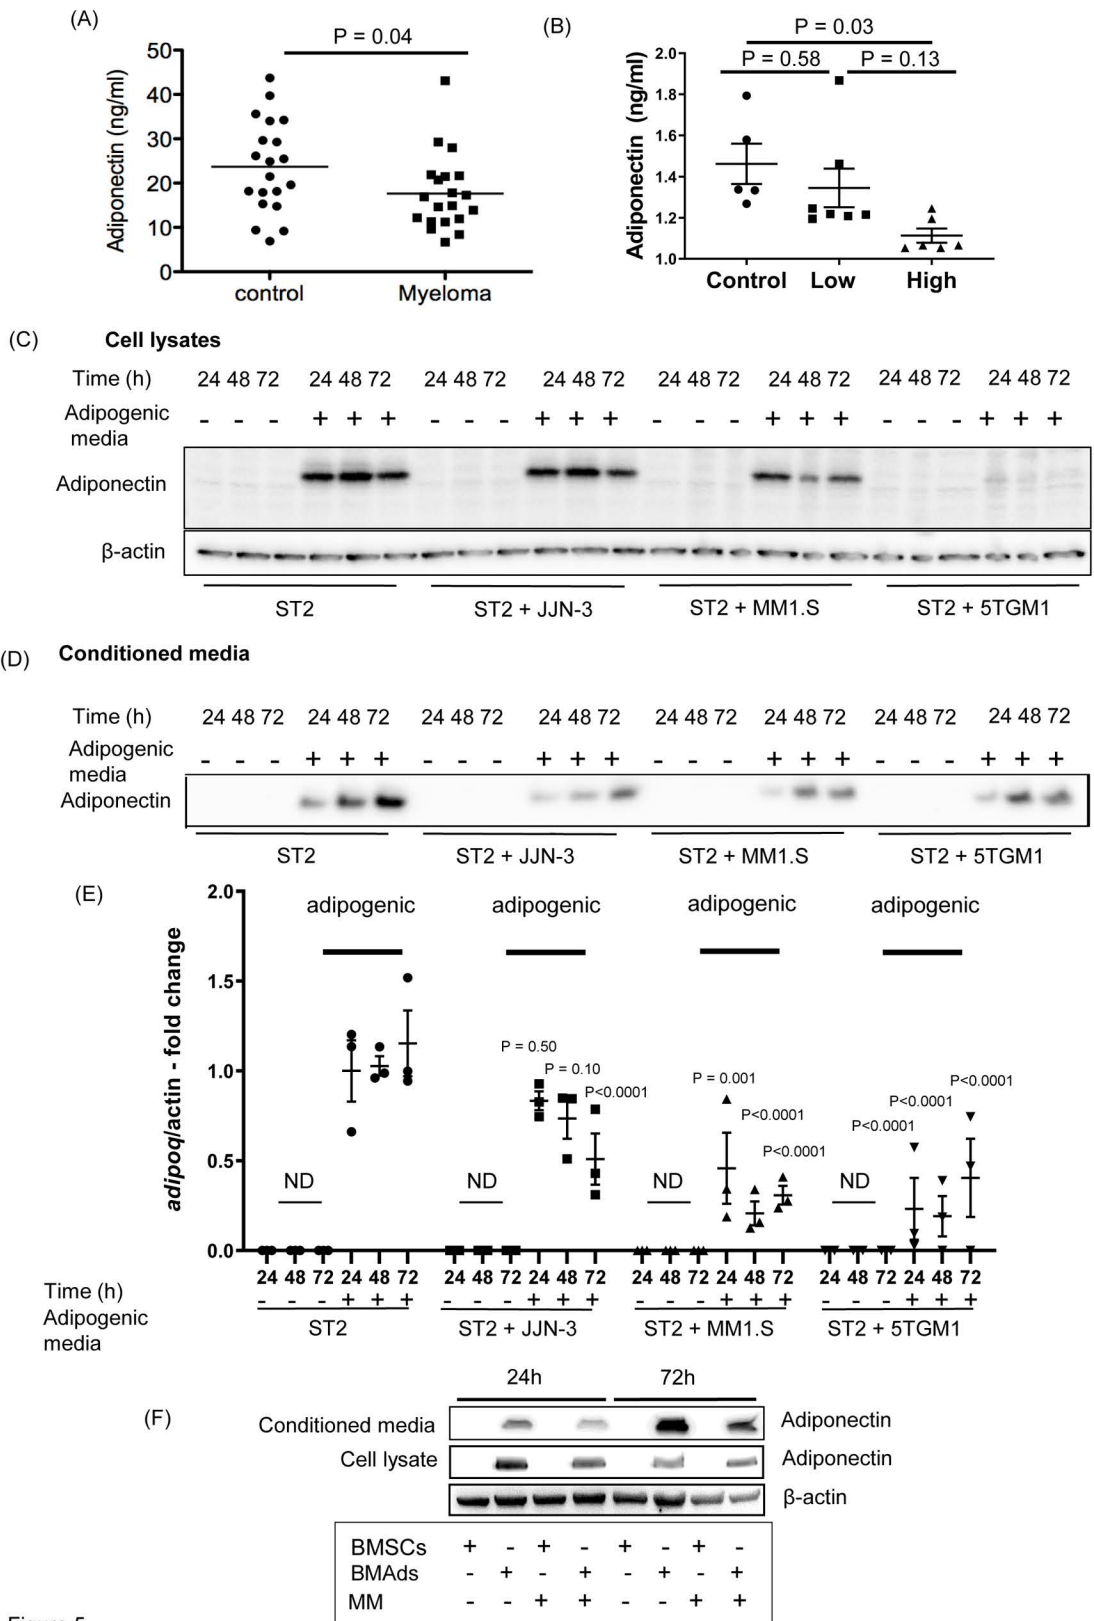 (A)
P = 0.04
Adiponectin (ng/ml)
50
40
30
20
10
0
control Myeloma
(B)
P = 0.03
P = 0.58 P = 0.13
Adiponectin (ng/ml)
2.0
1.8
1.6
1.4
1.2
1.0
Control Low High
(C) Cell lysates
Time (h) 24 48 72 24 48 72 24 48 72 24 48 72 24 48 72 24 48 72 24 48 72 24 48 72
Adipogenic - - - + + + - - - + + + - - - + + + - - - + + +
media
Adiponectin
β-actin
ST2 ST2 + JJN-3 ST2 + MM1.S ST2 + 5TGM1
(D) Conditioned media
Time (h) 24 48 72 24 48 72 24 48 72 24 48 72 24 48 72 24 48 72 24 48 72 24 48 72
Adipogenic - - - + + + - - - + + + - - - + + + - - - + + +
media
Adiponectin
ST2 ST2 + JJN-3 ST2 + MM1.S ST2 + 5TGM1
(E)
adipoq/actin - fold change
2.0
1.5
1.0
0.5
0.0
adipogenic adipogenic adipogenic adipogenic
P = 0.50
P = 0.10
P<0.0001
P = 0.001
P<0.0001
P<0.0001
P<0.0001
P<0.0001
P<0.0001
ND ND ND ND
24 48 72 24 48 72 24 48 72 24 48 72 24 48 72 24 48 72 24 48 72 24 48 72
Time (h)
Adipogenic - - - + + + - - - + + + - - - + + + - - - + + +
media
ST2 ST2 + JJN-3 ST2 + MM1.S ST2 + 5TGM1
(F)
24h 72h
Conditioned media Adiponectin
Cell lysate Adiponectin
β-actin
BMSCs + - + - + - + -
BMAds - + - + - + - +
MM - - + + - - + +